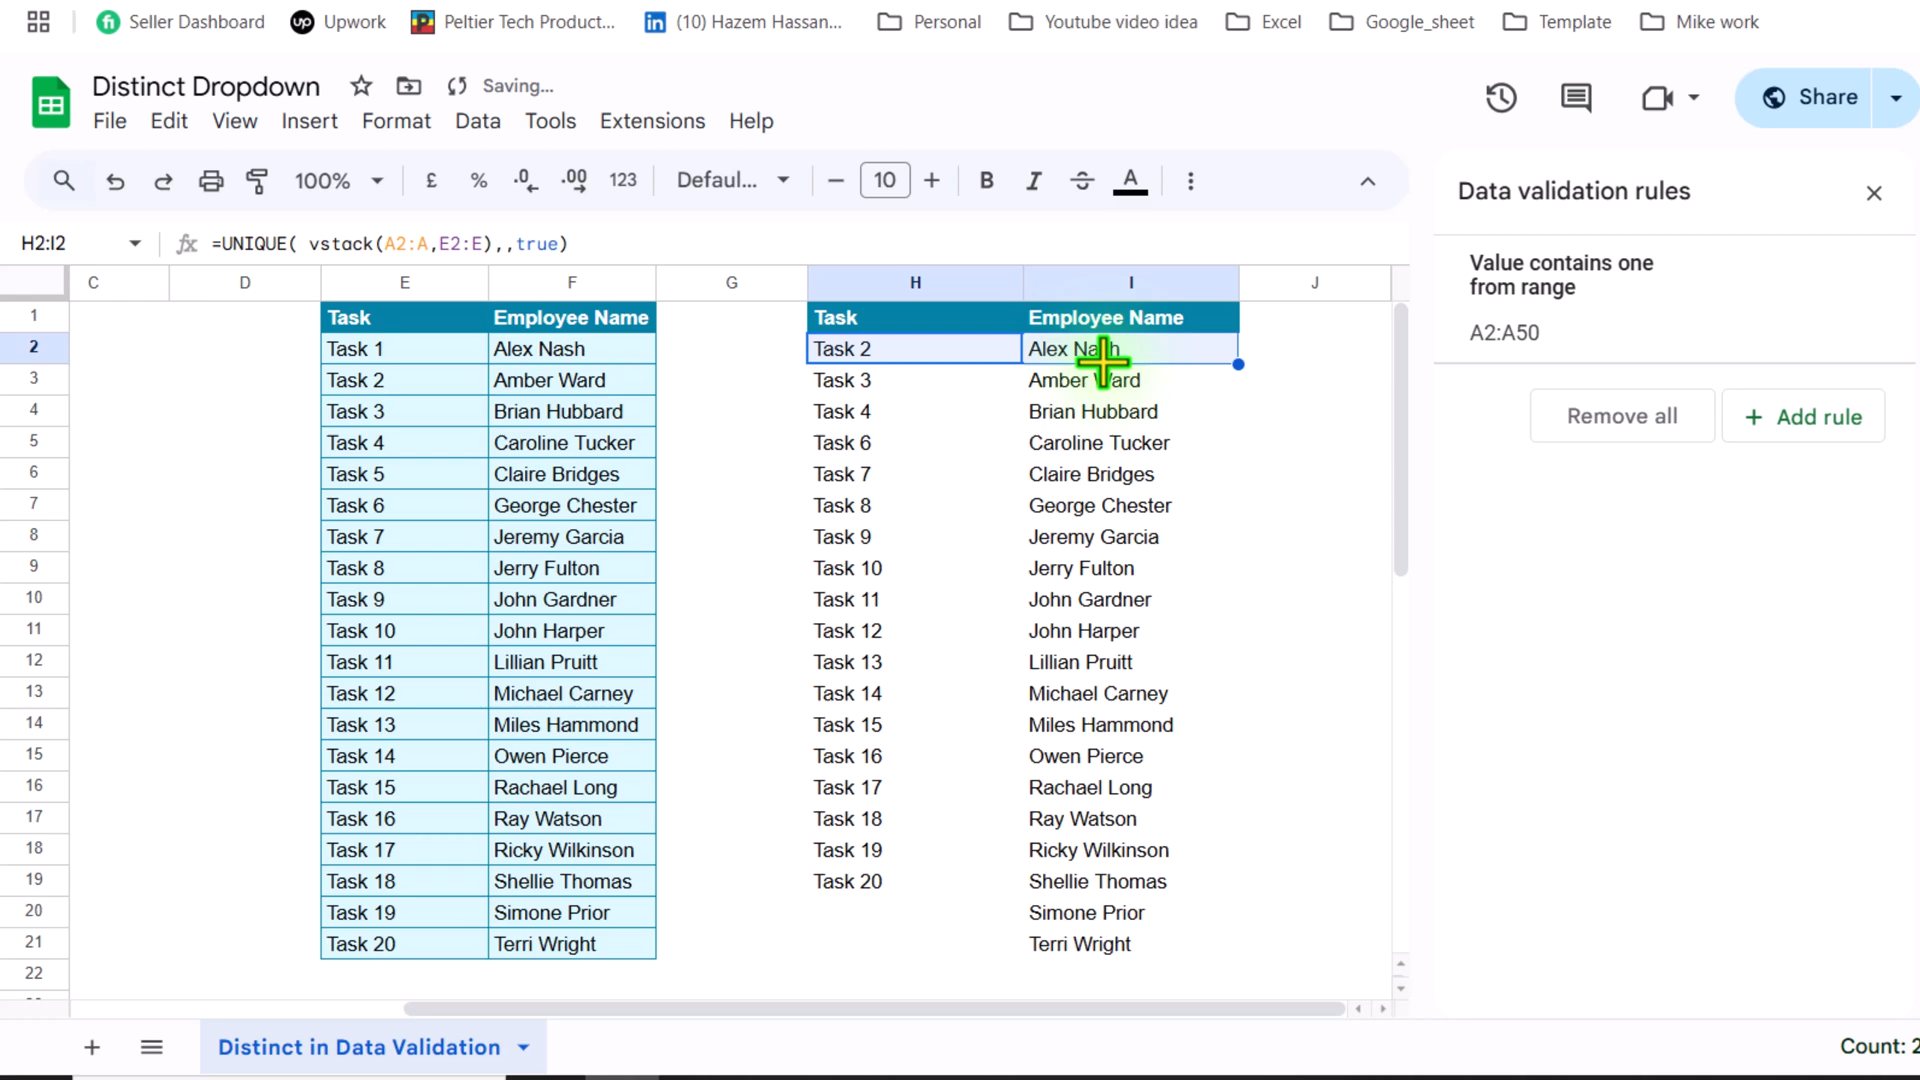 Seller Dashboard
up Upwork
Peltier Tech Product...
in (10) Hazem Hassan...
Personal
Youtube video idea
Excel
Google_sheet
Template
Mike work
Distinct Dropdown
Saving...
File Edit View Insert Format Data Tools Extensions Help
Share
100% £ % .0 .00 123 Defaul... 10 B I S A
H2:I2
fx =UNIQUE( vstack(A2:A,E2:E),,true)
C D E F G H I J
1 Task Employee Name Task Employee Name
2 Task 1 Alex Nash Task 2 Alex Nash
3 Task 2 Amber Ward Task 3 Amber Ward
4 Task 3 Brian Hubbard Task 4 Brian Hubbard
5 Task 4 Caroline Tucker Task 6 Caroline Tucker
6 Task 5 Claire Bridges Task 7 Claire Bridges
7 Task 6 George Chester Task 8 George Chester
8 Task 7 Jeremy Garcia Task 9 Jeremy Garcia
9 Task 8 Jerry Fulton Task 10 Jerry Fulton
10 Task 9 John Gardner Task 11 John Gardner
11 Task 10 John Harper Task 12 John Harper
12 Task 11 Lillian Pruitt Task 13 Lillian Pruitt
13 Task 12 Michael Carney Task 14 Michael Carney
14 Task 13 Miles Hammond Task 15 Miles Hammond
15 Task 14 Owen Pierce Task 16 Owen Pierce
16 Task 15 Rachael Long Task 17 Rachael Long
17 Task 16 Ray Watson Task 18 Ray Watson
18 Task 17 Ricky Wilkinson Task 19 Ricky Wilkinson
19 Task 18 Shellie Thomas Task 20 Shellie Thomas
20 Task 19 Simone Prior Simone Prior
21 Task 20 Terri Wright Terri Wright
22
Data validation rules
Value contains one
from range
A2:A50
Remove all
+ Add rule
Distinct in Data Validation
Count: 2